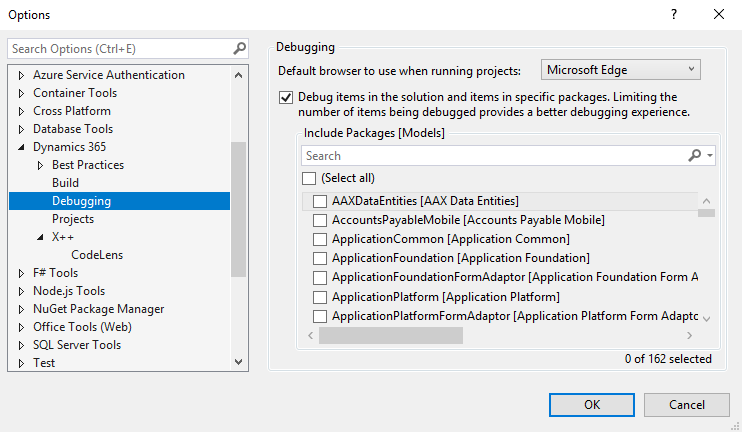 Options
Search Options (Ctrl+E)
Azure Service Authentication
Container Tools
Cross Platform
Database Tools
Dynamics 365
Best Practices
Build
Debugging
Projects
X++
CodeLens
F# Tools
Node.js Tools
NuGet Package Manager
Office Tools (Web)
SQL Server Tools
Test
Debugging
Default browser to use when running projects:
Microsoft Edge
Debug items in the solution and items in specific packages. Limiting the
number of items being debugged provides a better debugging experience.
Include Packages [Models]
Search
(Select all)
AAXDataEntities [AAX Data Entities]
AccountsPayableMobile [Accounts Payable Mobile]
ApplicationCommon [Application Common]
ApplicationFoundation [Application Foundation]
ApplicationFoundationFormAdaptor [Application Foundation Form A
ApplicationPlatform [Application Platform]
ApplicationPlatformFormAdaptor [Application Platform Form Adapto
0 of 162 selected
OK
Cancel